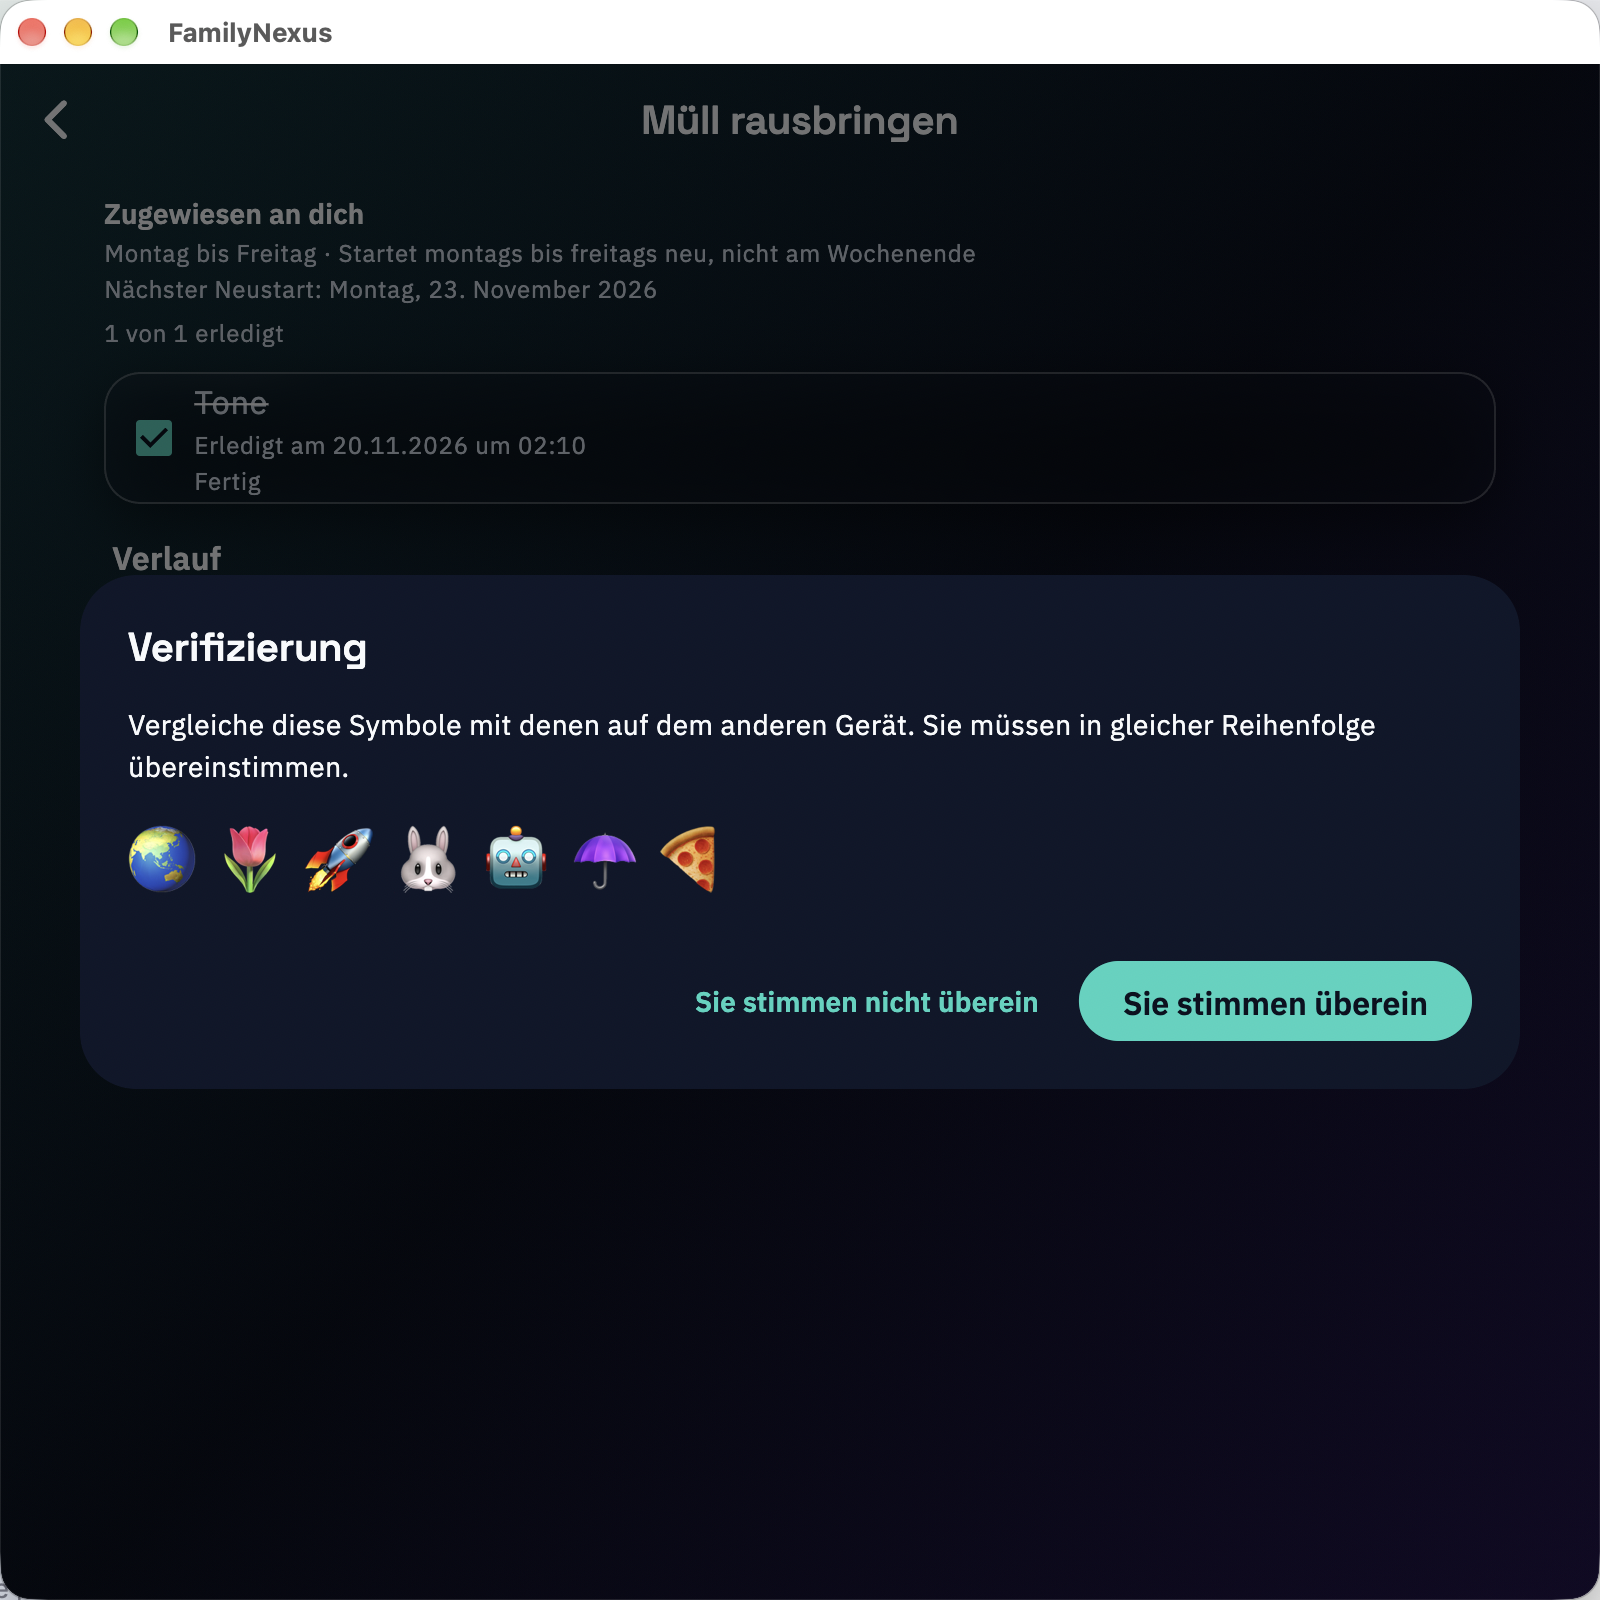 FamilyNexus
Müll rausbringen
Zugewiesen an dich
Montag bis Freitag · Startet montags bis freitags neu, nicht am Wochenende
Nächster Neustart: Montag, 23. November 2026
1 von 1 erledigt
Tone
Erledigt am 20.11.2026 um 02:10
Fertig
Verlauf
Verifizierung
Vergleiche diese Symbole mit denen auf dem anderen Gerät. Sie müssen in gleicher Reihenfolge
übereinstimmen.
Sie stimmen nicht überein
Sie stimmen überein